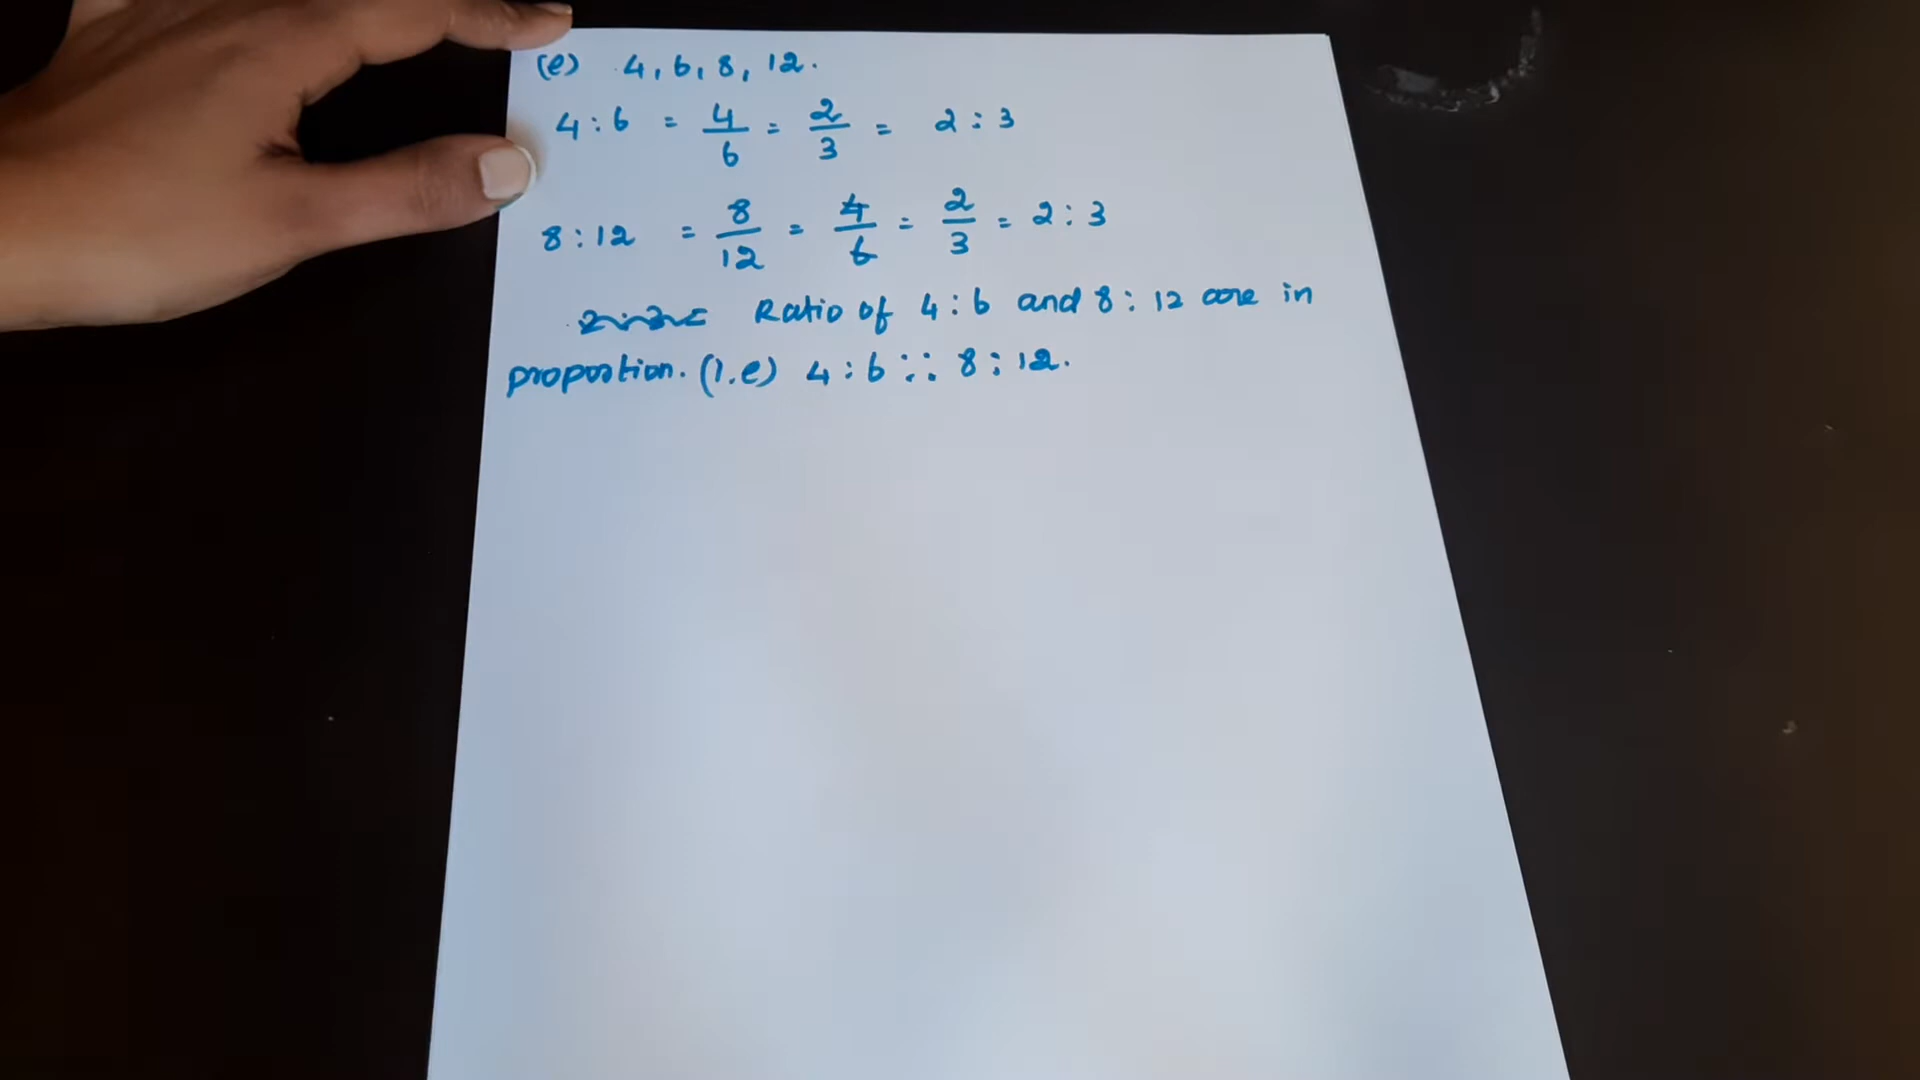 (e) 4, 6, 8, 12.
4 : 6 = 4/6 = 2/3 = 2 : 3
8 : 12 = 8/12 = 4/6 = 2/3 = 2 : 3
Ratio of 4 : 6 and 8 : 12 are in
proportion. (i.e) 4 : 6 :: 8 : 12.